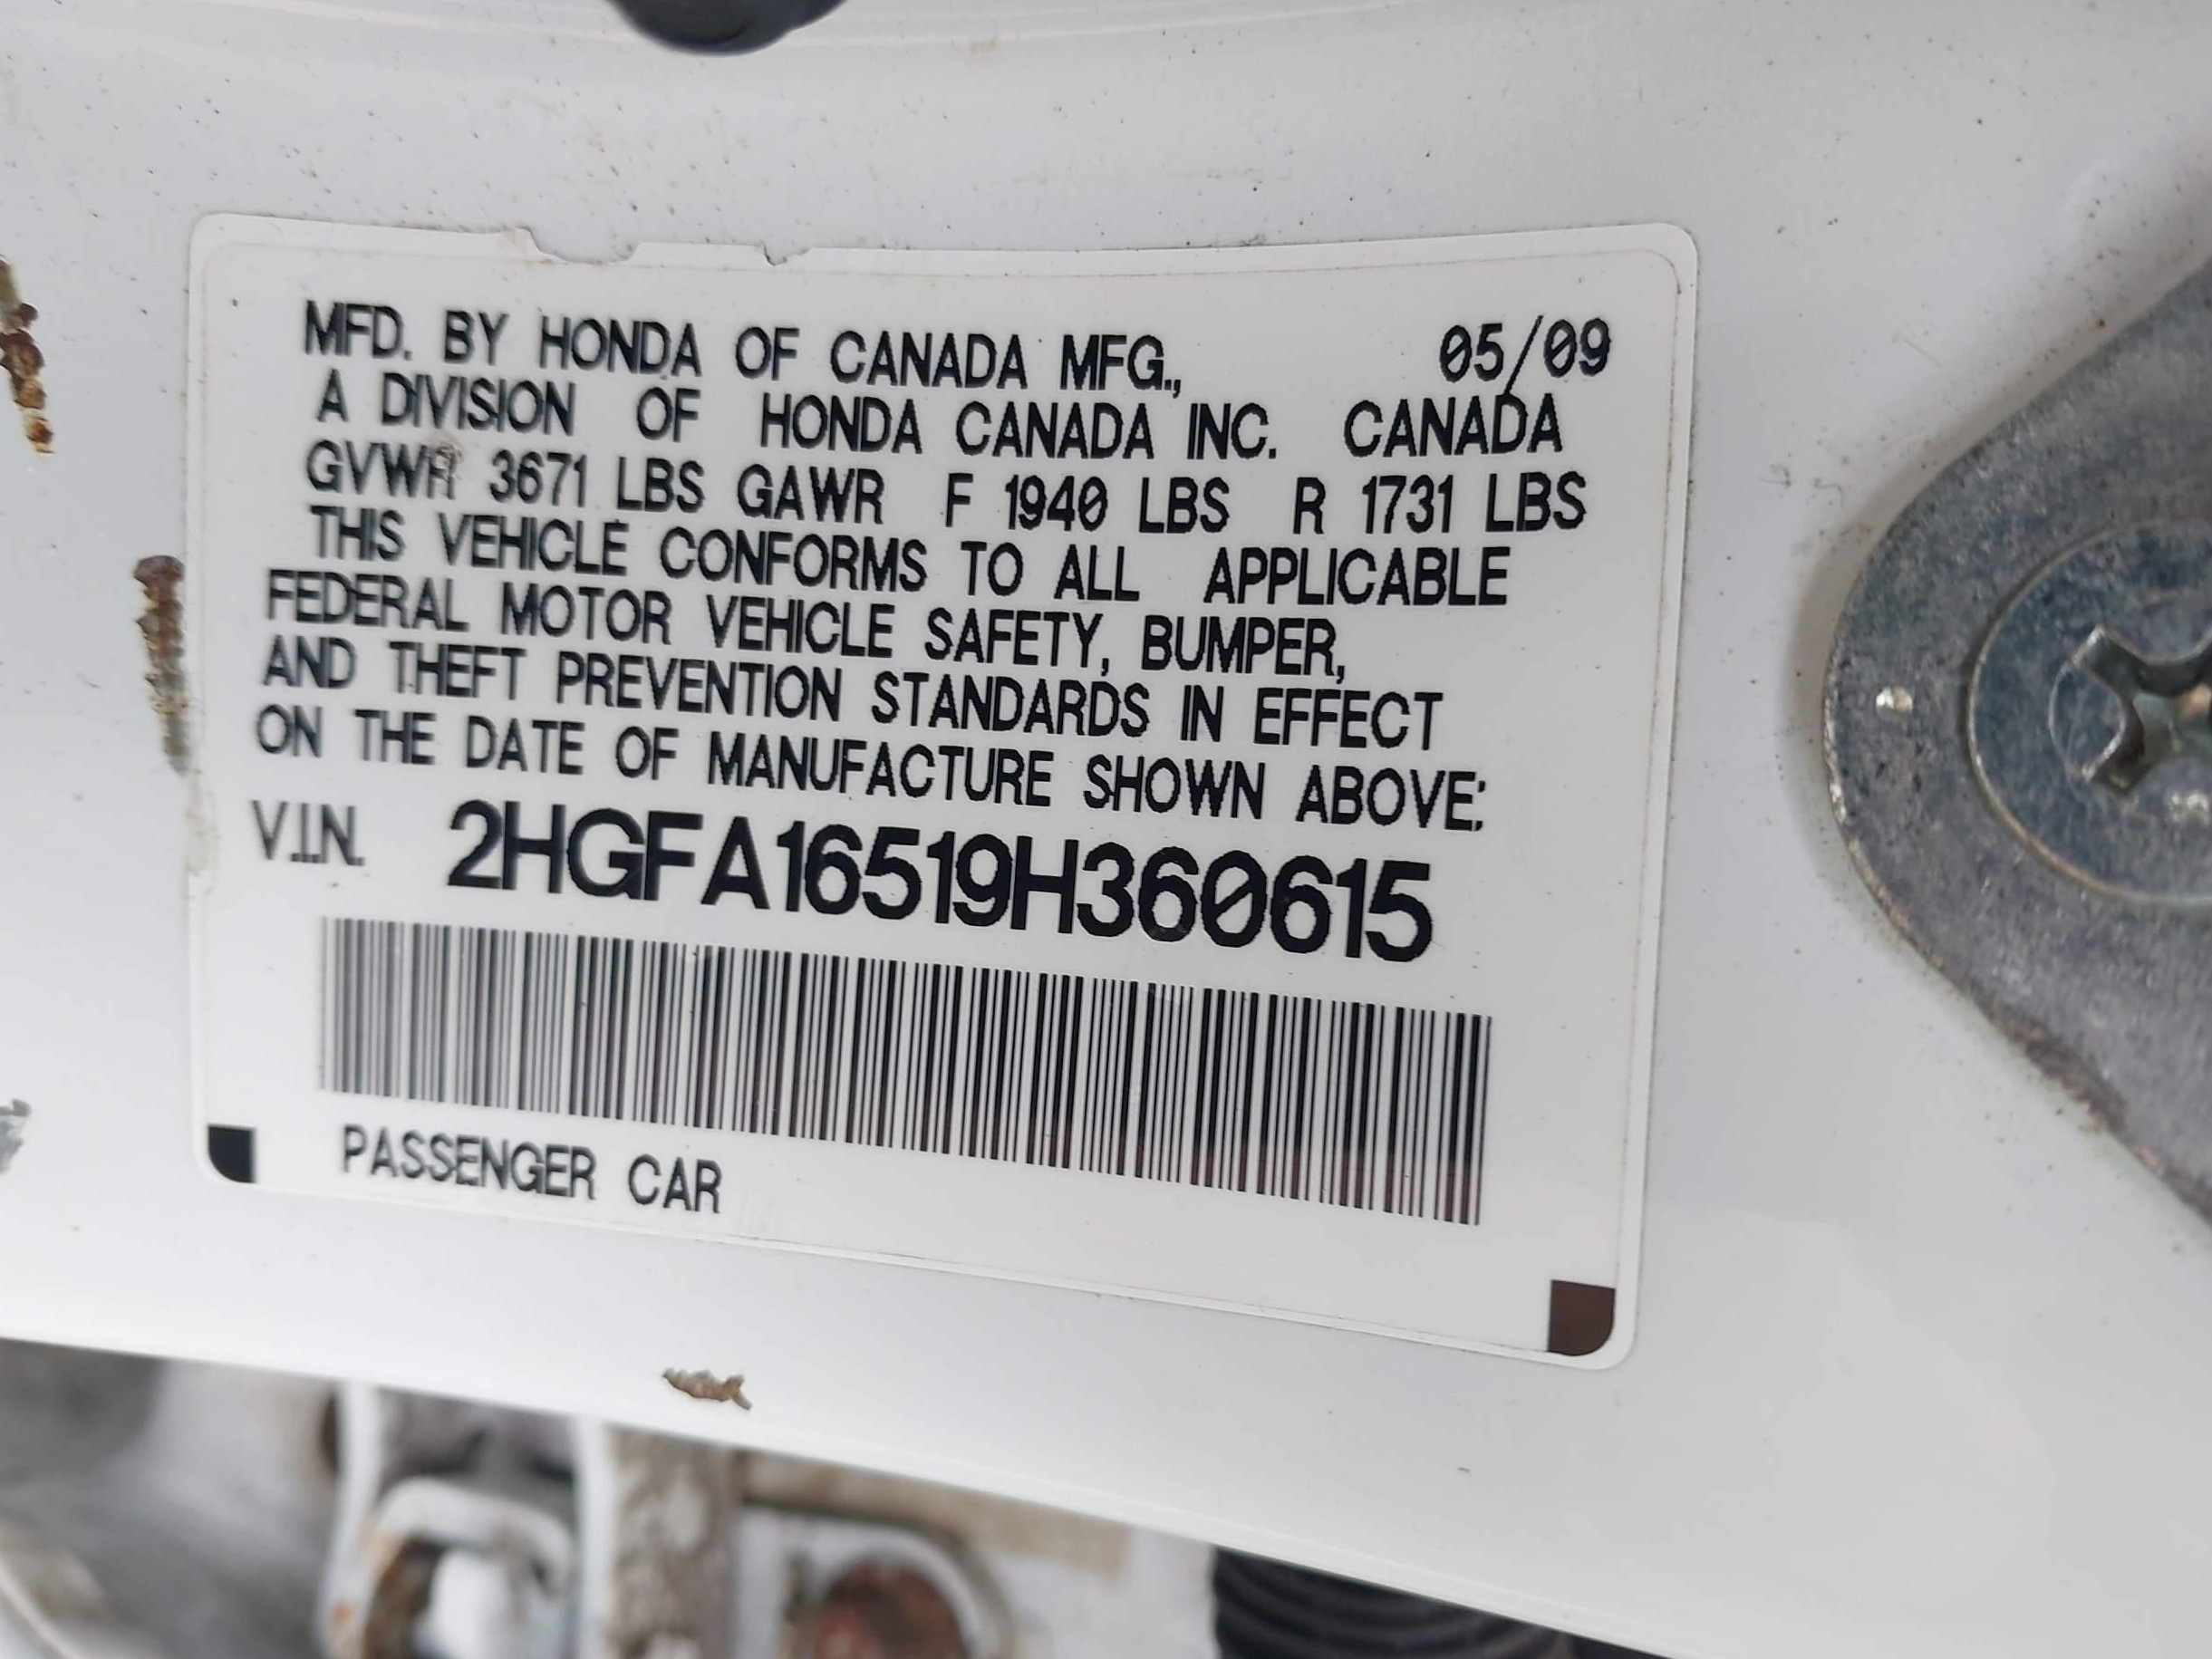 MFD. BY HONDA OF CANADA MFG., 05/09
A DIVISION OF HONDA CANADA INC. CANADA
GVWR 3671 LBS GAWR F 1940 LBS R 1731 LBS
THIS VEHICLE CONFORMS TO ALL APPLICABLE
FEDERAL MOTOR VEHICLE SAFETY, BUMPER,
AND THEFT PREVENTION STANDARDS IN EFFECT
ON THE DATE OF MANUFACTURE SHOWN ABOVE:
V.I.N. 2HGFA16519H360615
PASSENGER CAR